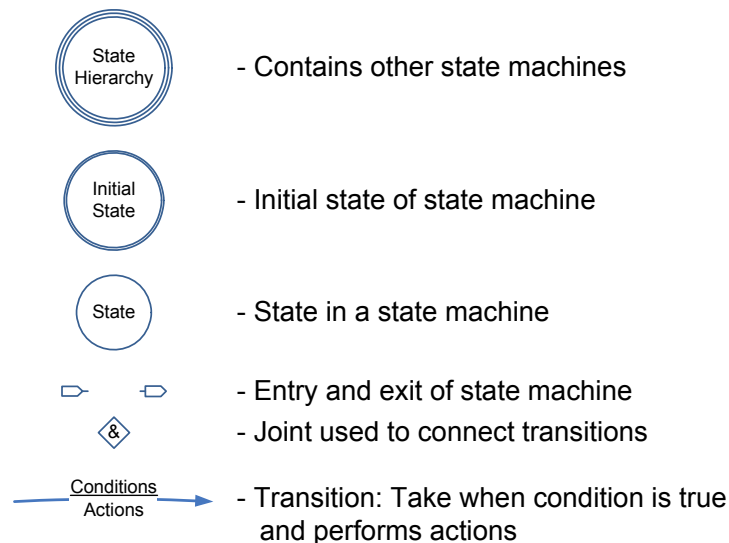 State
Hierarchy
- Contains other state machines
Initial
State
- Initial state of state machine
State
- State in a state machine
- Entry and exit of state machine
&
- Joint used to connect transitions
Conditions
Actions
- Transition: Take when condition is true
and performs actions